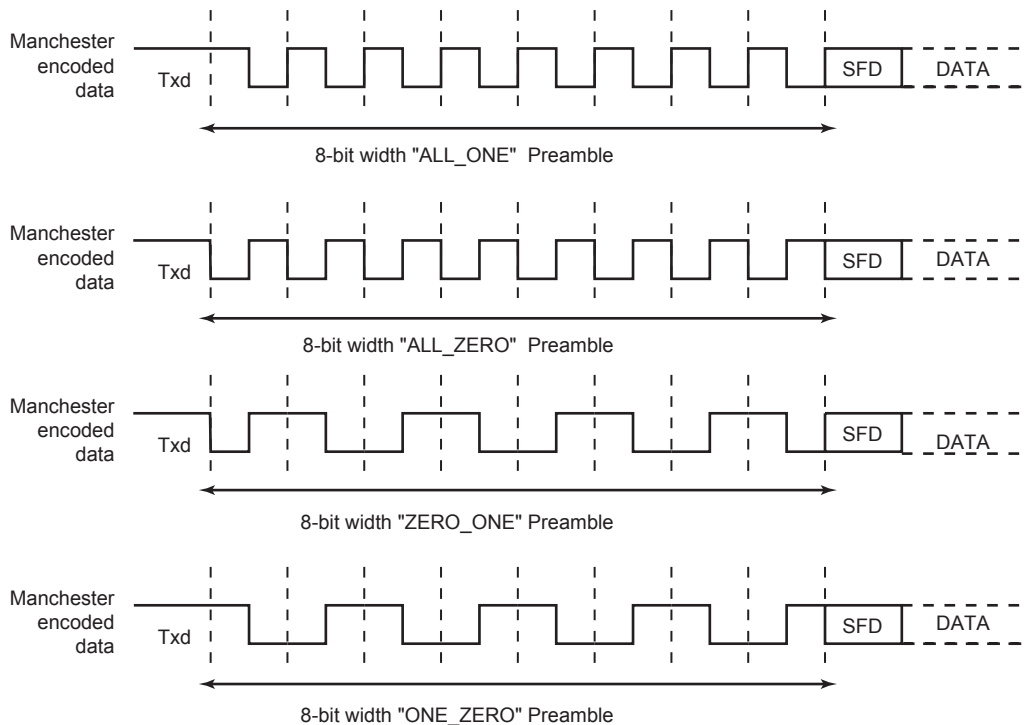 Manchester
encoded
data
Txd
SFD
DATA
8-bit width "ALL_ONE" Preamble
Manchester
encoded
data
Txd
SFD
DATA
8-bit width "ALL_ZERO" Preamble
Manchester
encoded
data
Txd
SFD
DATA
8-bit width "ZERO_ONE" Preamble
Manchester
encoded
data
Txd
SFD
DATA
8-bit width "ONE_ZERO" Preamble